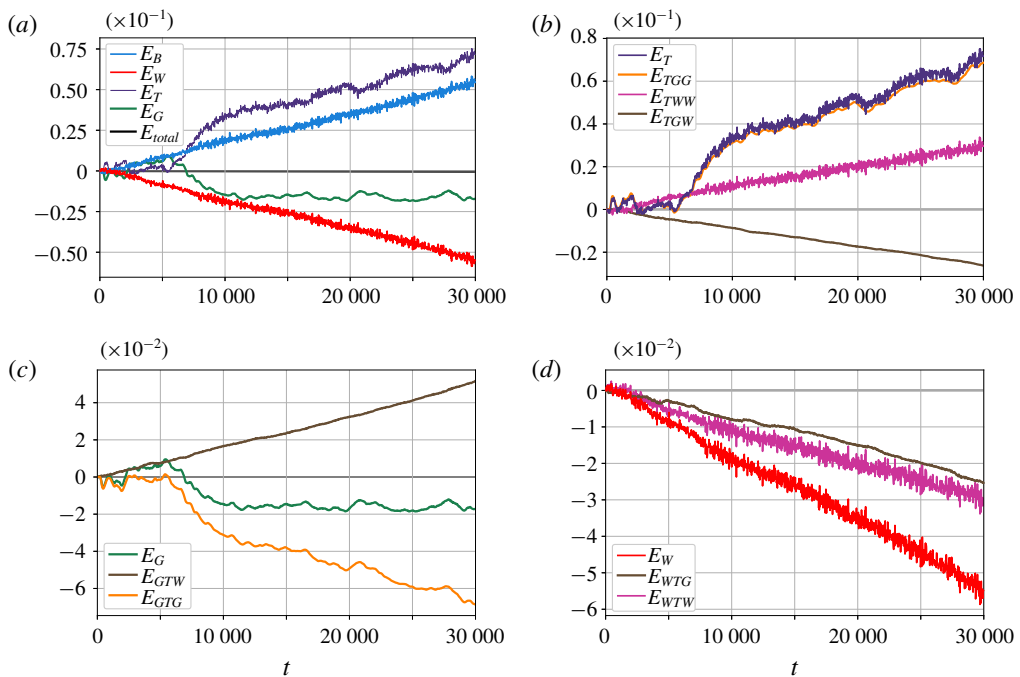 (a)
(×10⁻¹)
0.75
0.50
0.25
0
−0.25
−0.50
E_B
E_W
E_T
E_G
E_total
0
10 000
20 000
30 000
(b)
(×10⁻¹)
0.8
0.6
0.4
0.2
0
−0.2
E_T
E_TGG
E_TWW
E_TGW
0
10 000
20 000
30 000
(c)
(×10⁻²)
4
2
0
−2
−4
−6
E_G
E_GTW
E_GTG
0
10 000
20 000
30 000
t
(d)
(×10⁻²)
0
−1
−2
−3
−4
−5
−6
E_W
E_WTG
E_WTW
0
10 000
20 000
30 000
t